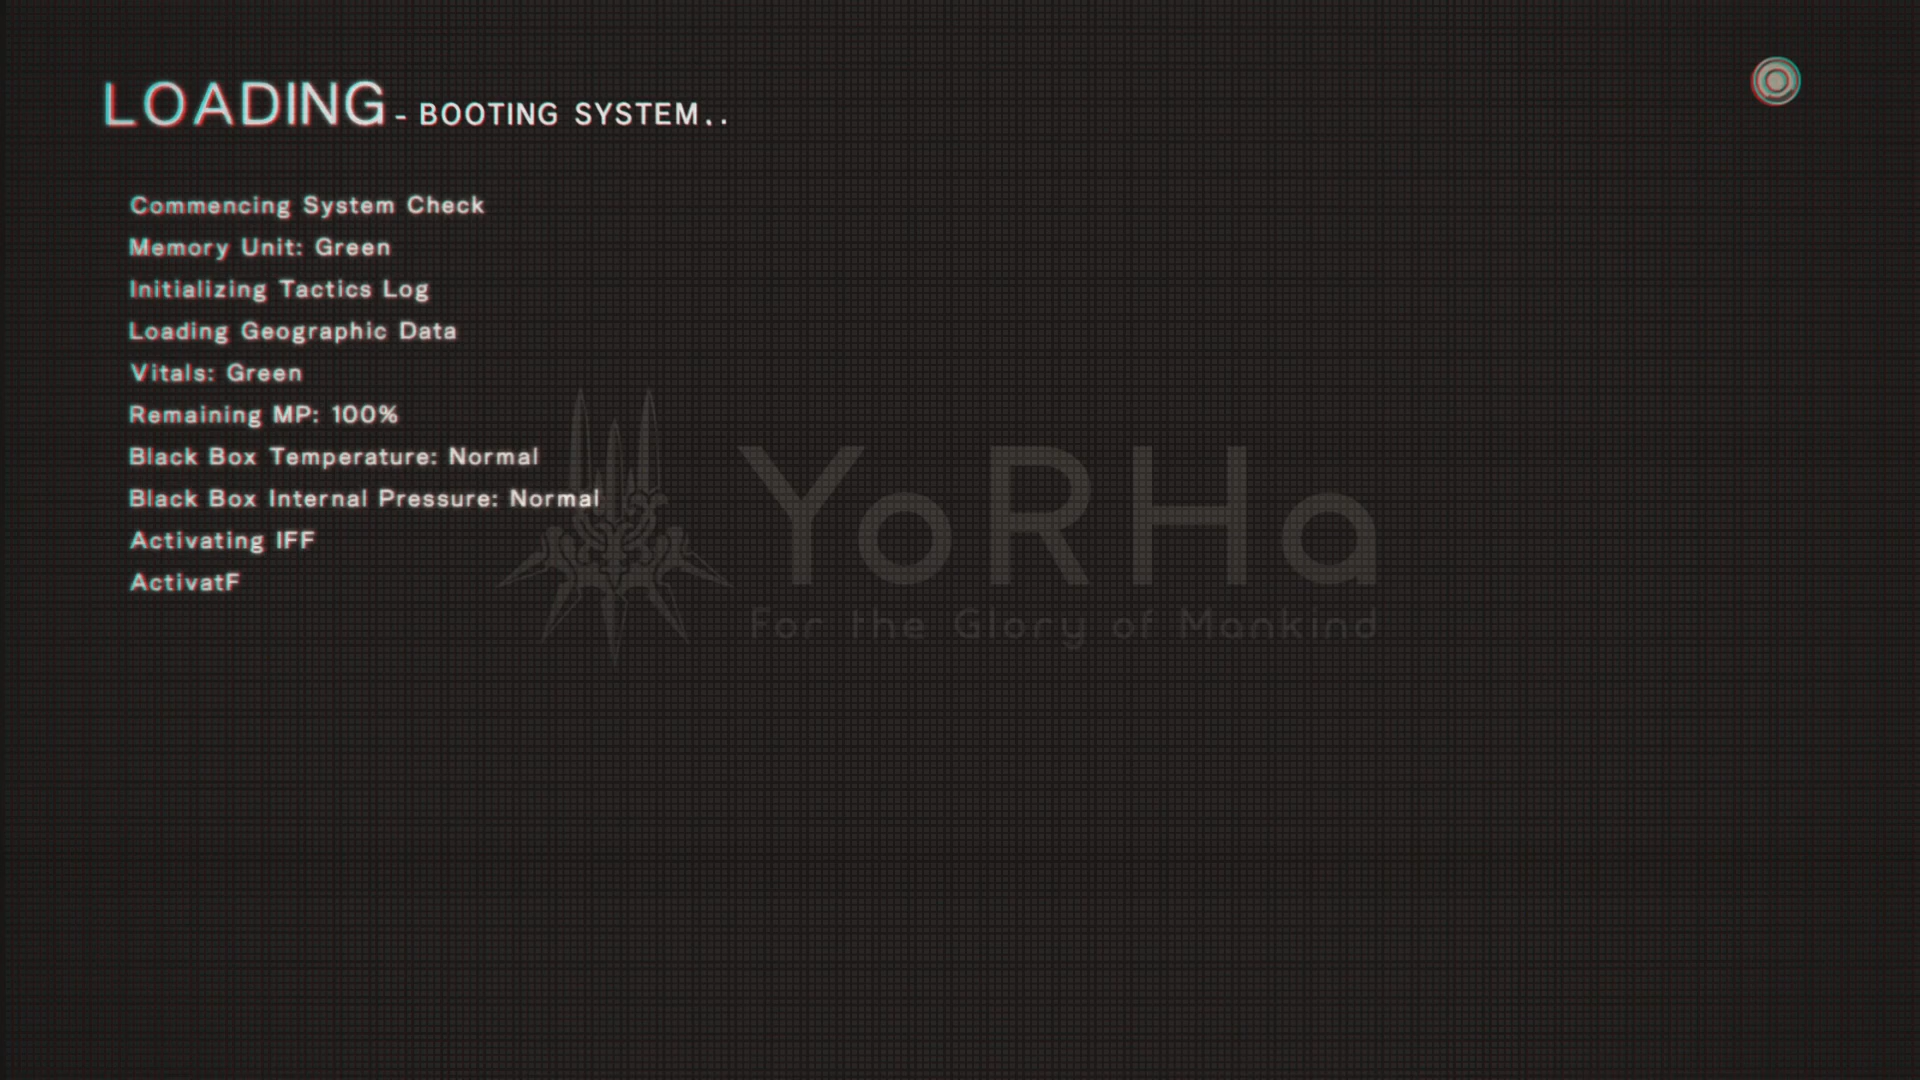 LOADING - BOOTING SYSTEM..
Commencing System Check
Memory Unit: Green
Initializing Tactics Log
Loading Geographic Data
Vitals: Green
Remaining MP: 100%
Black Box Temperature: Normal
Black Box Internal Pressure: Normal
Activating IFF
ActivatF
YoRHa
For the Glory of Mankind